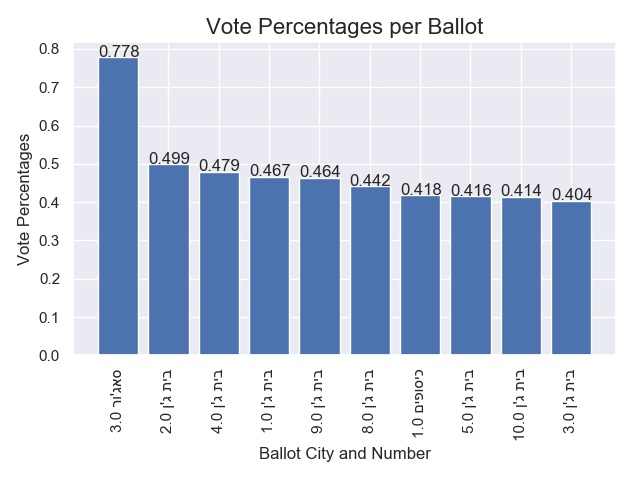 Vote Percentages per Ballot
Vote Percentages
0.8
0.7
0.6
0.5
0.4
0.3
0.2
0.1
0.0
0.778
0.499
0.479
0.467
0.464
0.442
0.418
0.416
0.414
0.404
סאג'ור 3.0
בית ג'ן 2.0
בית ג'ן 4.0
בית ג'ן 1.0
בית ג'ן 9.0
בית ג'ן 8.0
כיסופים 1.0
בית ג'ן 5.0
בית ג'ן 10.0
בית ג'ן 3.0
Ballot City and Number